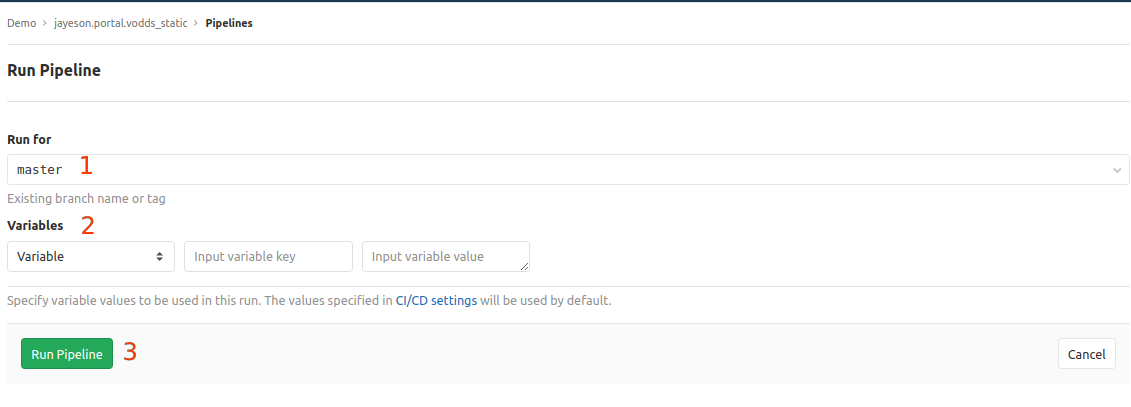 Demo > jayeson.portal.vodds_static > Pipelines
Run Pipeline
Run for
master 1
Existing branch name or tag
Variables 2
Variable Input variable key Input variable value
Specify variable values to be used in this run. The values specified in CI/CD settings will be used by default.
Run Pipeline 3 Cancel